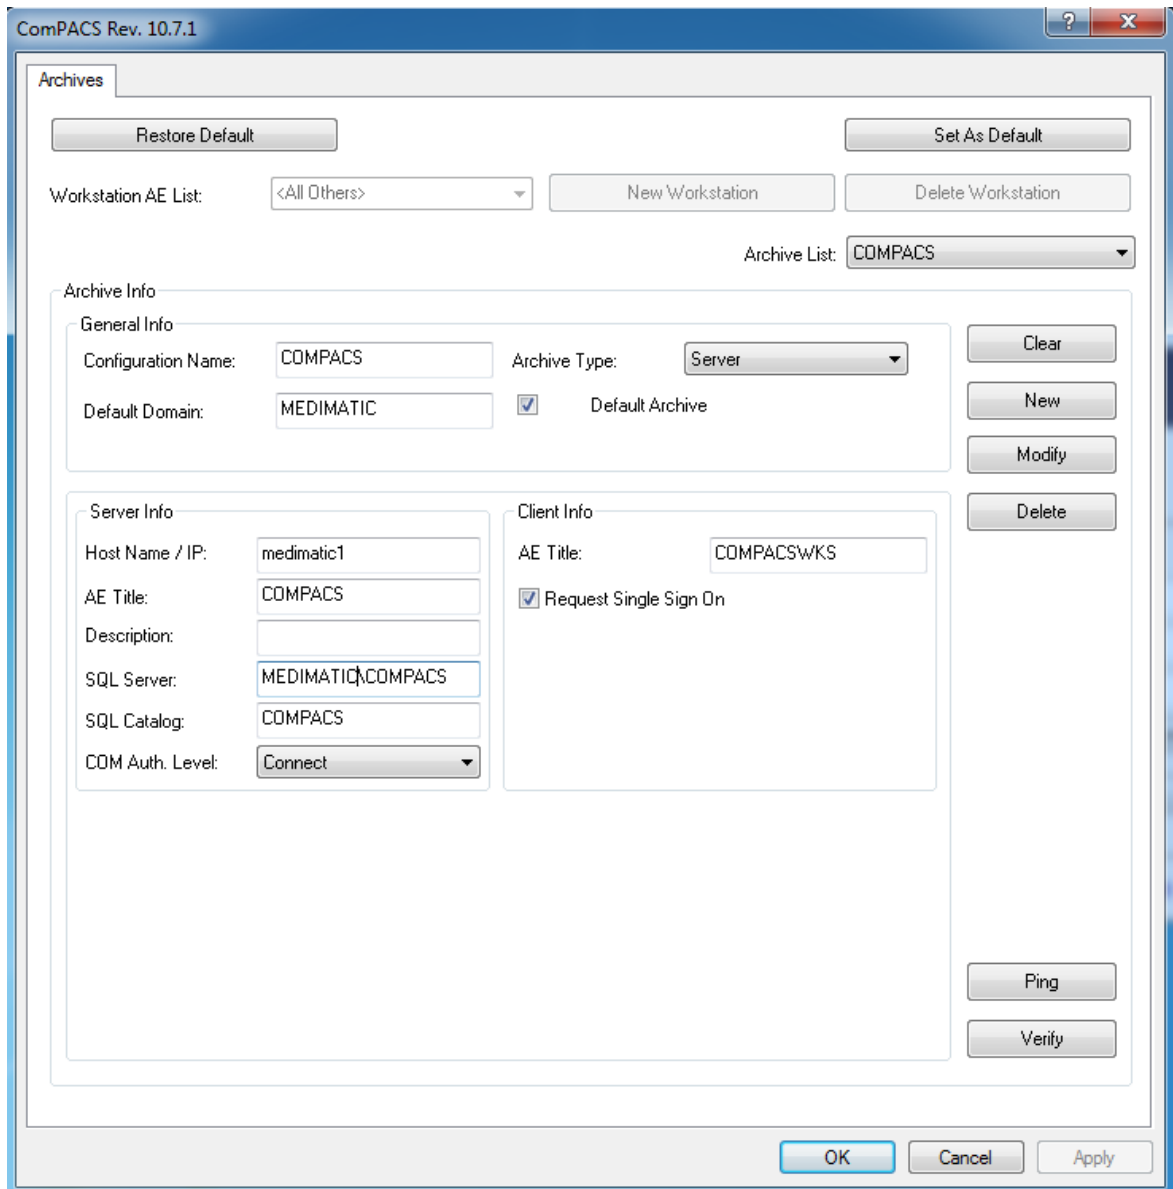 ComPACS Rev. 10.7.1
?
Archives
Restore Default
Set As Default
Workstation AE List:
<All Others>
New Workstation
Delete Workstation
Archive List:
COMPACS
Archive Info
General Info
Configuration Name:
COMPACS
Archive Type:
Server
Default Domain:
MEDIMATIC
Default Archive
Clear
New
Modify
Delete
Server Info
Host Name / IP:
medimatic1
AE Title:
COMPACS
Description:
SQL Server:
MEDIMATIC\COMPACS
SQL Catalog:
COMPACS
COM Auth. Level:
Connect
Client Info
AE Title:
COMPACSWKS
Request Single Sign On
Ping
Verify
OK
Cancel
Apply